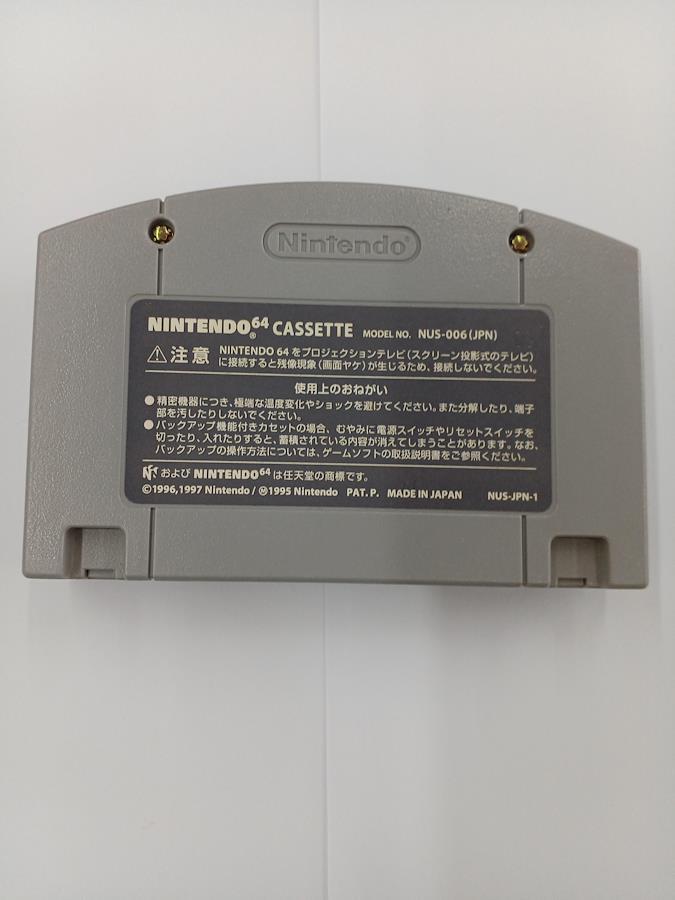 Nintendo®
NINTENDO64® CASSETTE MODEL NO. NUS-006(JPN)
⚠注意 NINTENDO 64 をプロジェクションテレビ(スクリーン投影式のテレビ)
に接続すると残像現象(画面ヤケ)が生じるため、接続しないでください。
使用上のおねがい
●精密機器につき、極端な温度変化やショックを避けてください。また分解したり、端子
部を汚したりしないでください。
●バックアップ機能付きカセットの場合、むやみに電源スイッチやリセットスイッチを
切ったり、入れたりすると、蓄積されている内容が消えてしまうことがあります。なお、
バックアップの操作方法については、ゲームソフトの取扱説明書をご参照ください。
および NINTENDO64 は任天堂の商標です。
©1996,1997 Nintendo/Ⓜ1995 Nintendo PAT. P. MADE IN JAPAN NUS-JPN-1